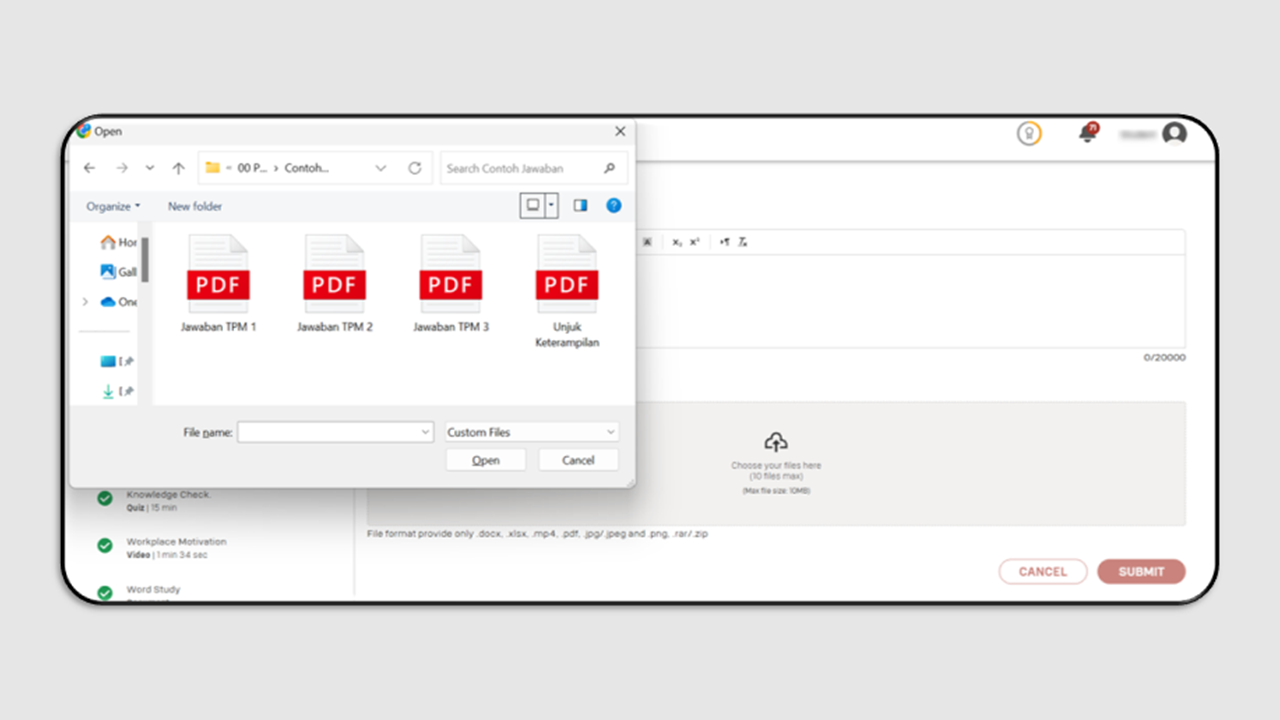 Open
00 P... > Contoh...
Search Contoh Jawaban
Organize
New folder
Hor
Gall
One
PDF
PDF
PDF
PDF
Jawaban TPM 1
Jawaban TPM 2
Jawaban TPM 3
Unjuk
Keterampilan
File name:
Custom Files
Open
Cancel
71
0/20000
Choose your files here
(10 files max)
(Max file size: 10MB)
File format provide only .docx, .xlsx, .mp4, .pdf, .jpg/.jpeg and .png, .rar/.zip
CANCEL
SUBMIT
Knowledge Check.
Quiz | 15 min
Workplace Motivation
Video | 1 min 34 sec
Word Study